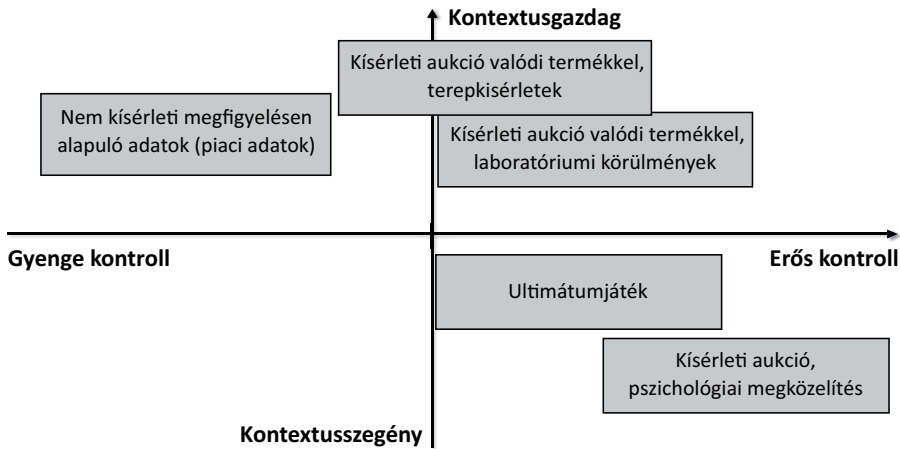 Kontextusgazdag
Kísérleti aukció valódi termékkel,
terepkisérletek
Nem kísérleti megfigyelésen
alapuló adatok (piaci adatok)
Kísérleti aukció valódi termékkel,
laboratóriumi körülmények
Gyenge kontroll
Erős kontroll
Ultimátumjáték
Kísérleti aukció,
pszichológiai megközelítés
Kontextusszegény